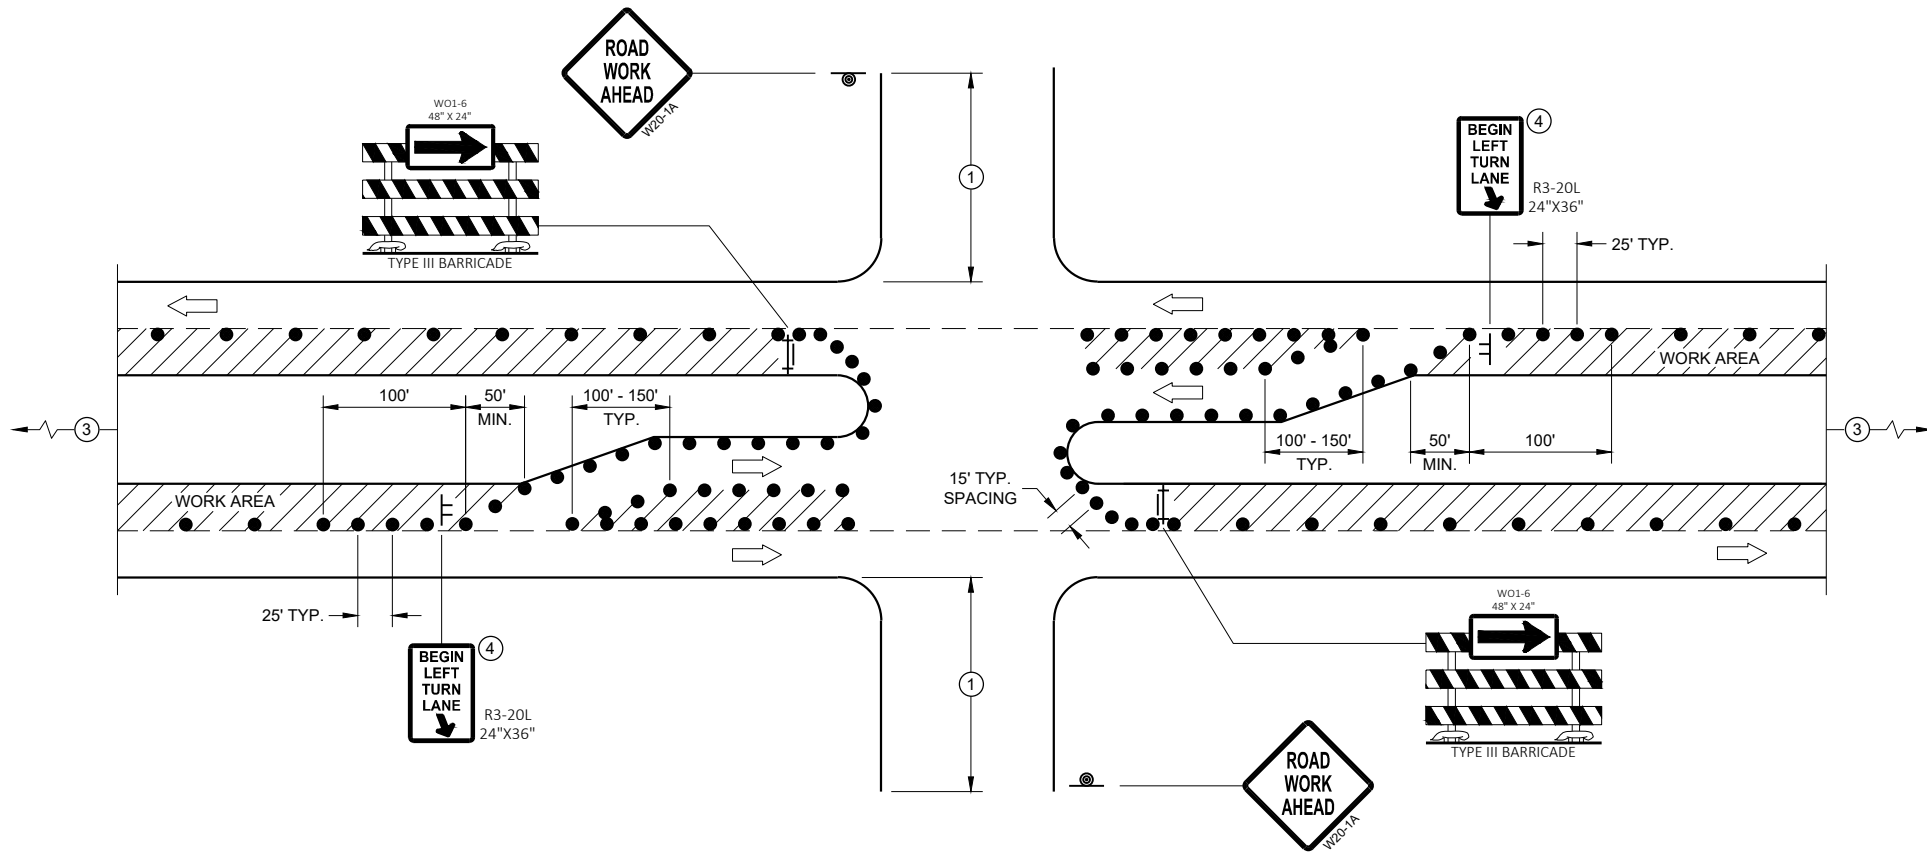 ROAD
WORK
AHEAD
W20-1A
WO1-6
48" X 24"
TYPE III BARRICADE
1
BEGIN
LEFT
TURN
LANE
4
R3-20L
24"X36"
25' TYP.
WORK AREA
100'
50'
MIN.
100' - 150'
TYP.
3
100' - 150'
TYP.
50'
MIN.
100'
3
WORK AREA
15' TYP.
SPACING
25' TYP.
BEGIN
LEFT
TURN
LANE
4
R3-20L
24"X36"
1
WO1-6
48" X 24"
TYPE III BARRICADE
ROAD
WORK
AHEAD
W20-1A